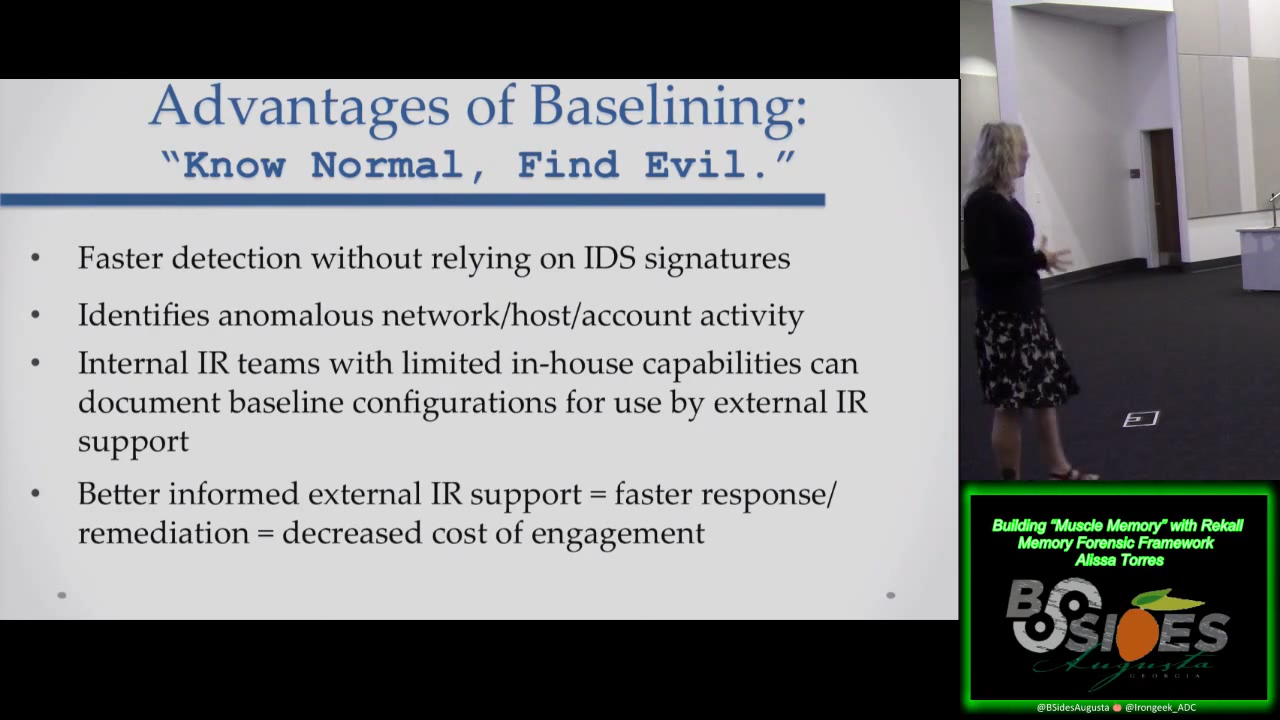 Advantages of Baselining:
“Know Normal, Find Evil.”
• Faster detection without relying on IDS signatures
• Identifies anomalous network/host/account activity
• Internal IR teams with limited in-house capabilities can
document baseline configurations for use by external IR
support
• Better informed external IR support = faster response/
remediation = decreased cost of engagement
Building “Muscle Memory” with Rekall
Memory Forensic Framework
Alissa Torres
BSIDES
Augusta
GEORGIA
@BSidesAugusta @Irongeek_ADC